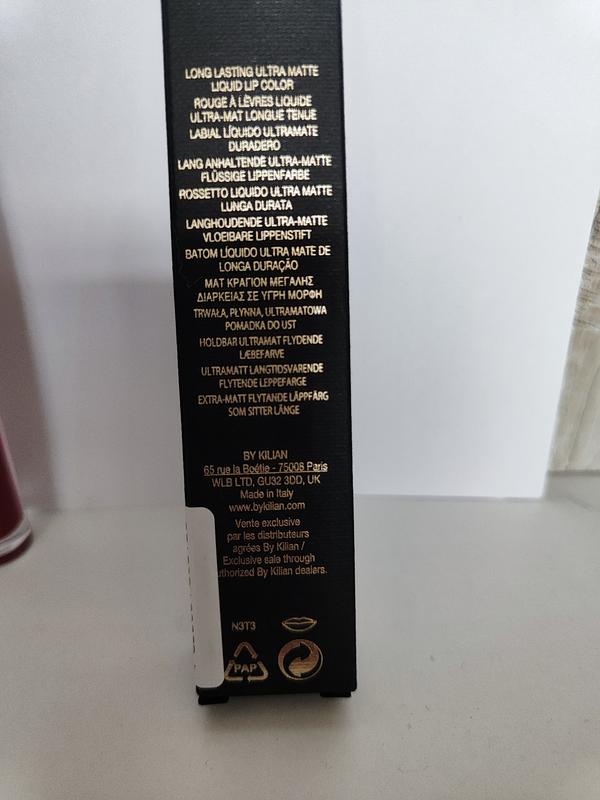 LONG LASTING ULTRA MATTE
LIQUID LIP COLOR
ROUGE À LÈVRES LIQUIDE
ULTRA-MAT LONGUE TENUE
LABIAL LÍQUIDO ULTRAMATE
DURADERO
LANG ANHALTENDE ULTRA-MATTE
FLÜSSIGE LIPPENFARBE
ROSSETTO LIQUIDO ULTRA MATTE
LUNGA DURATA
LANGHOUDENDE ULTRA-MATTE
VLOEIBARE LIPPENSTIFT
BATOM LÍQUIDO ULTRA MATE DE
LONGA DURAÇÃO
ΜΑΤ ΚΡΑΓΙΟΝ ΜΕΓΑΛΗΣ
ΔΙΑΡΚΕΙΑΣ ΣΕ ΥΓΡΗ ΜΟΡΦΗ
TRWAŁA, PŁYNNA, ULTRAMATOWA
POMADKA DO UST
HOLDBAR ULTRAMAT FLYDENDE
LÆBEFARVE
ULTRAMATT LANGTIDSVARENDE
FLYTENDE LEPPEFARGE
EXTRA-MATT FLYTANDE LÄPPFÄRG
SOM SITTER LÄNGE
BY KILIAN
65 rue la Boétie - 75008 Paris
WLB LTD, GU32 3DD, UK
Made in Italy
www.bykilian.com
Vente exclusive
par les distributeurs
agréés By Kilian /
Exclusive sale through
uthorized By Kilian dealers.
N3T3
PAP